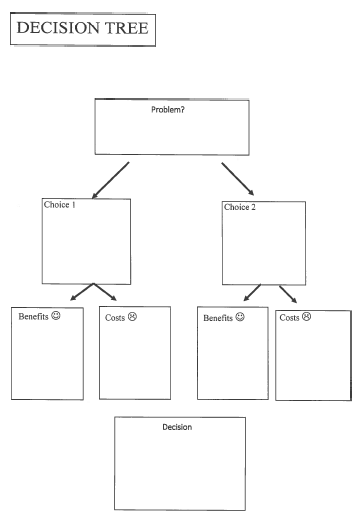 DECISION TREE
Problem?
Choice 1
Choice 2
Benefits ☺
Costs ☹
Benefits ☺
Costs ☹
Decision